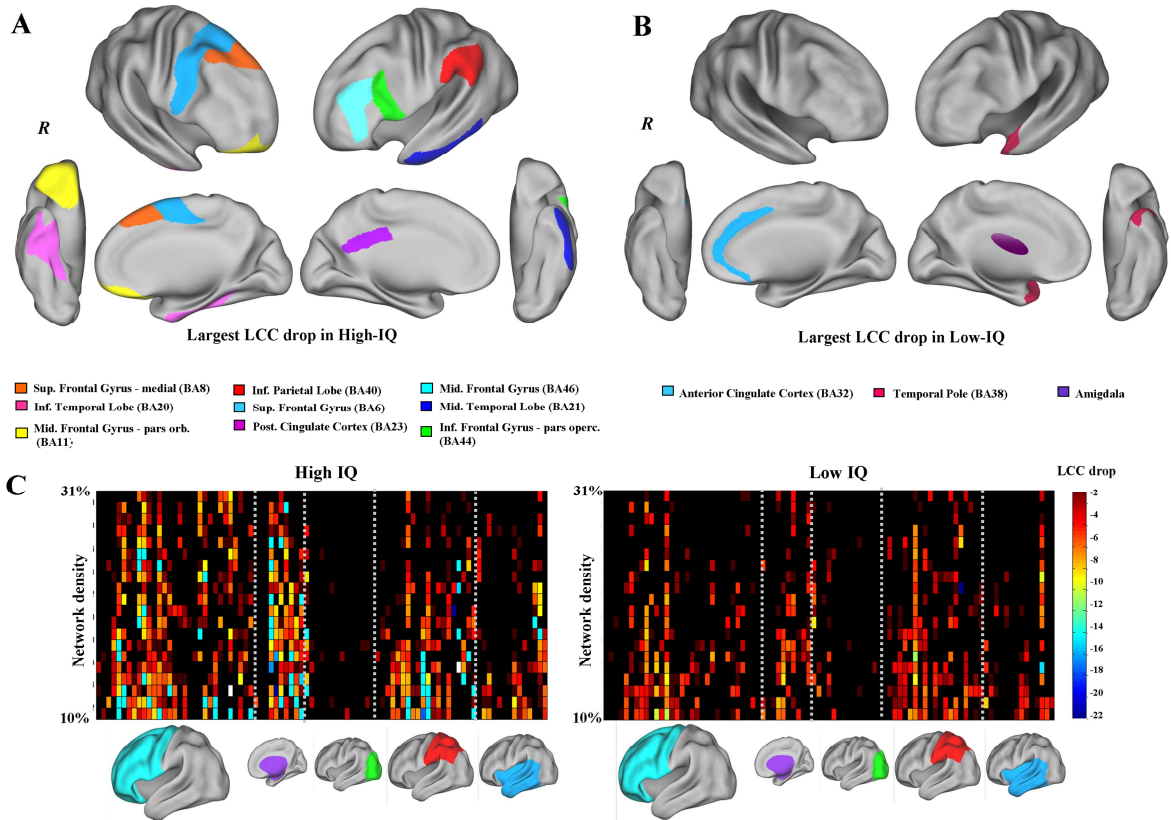 A
B
R
R
Largest LCC drop in High-IQ
Largest LCC drop in Low-IQ
Sup. Frontal Gyrus - medial (BA8)
Inf. Temporal Lobe (BA20)
Mid. Frontal Gyrus - pars orb.
(BA11)
Inf. Parietal Lobe (BA40)
Sup. Frontal Gyrus (BA6)
Post. Cingulate Cortex (BA23)
Mid. Frontal Gyrus (BA46)
Mid. Temporal Lobe (BA21)
Inf. Frontal Gyrus - pars operc.
(BA44)
Anterior Cingulate Cortex (BA32)
Temporal Pole (BA38)
Amigdala
C
High IQ
Low IQ
LCC drop
31%
Network density
10%
31%
Network density
10%
-2
-4
-6
-8
-10
-12
-14
-16
-18
-20
-22